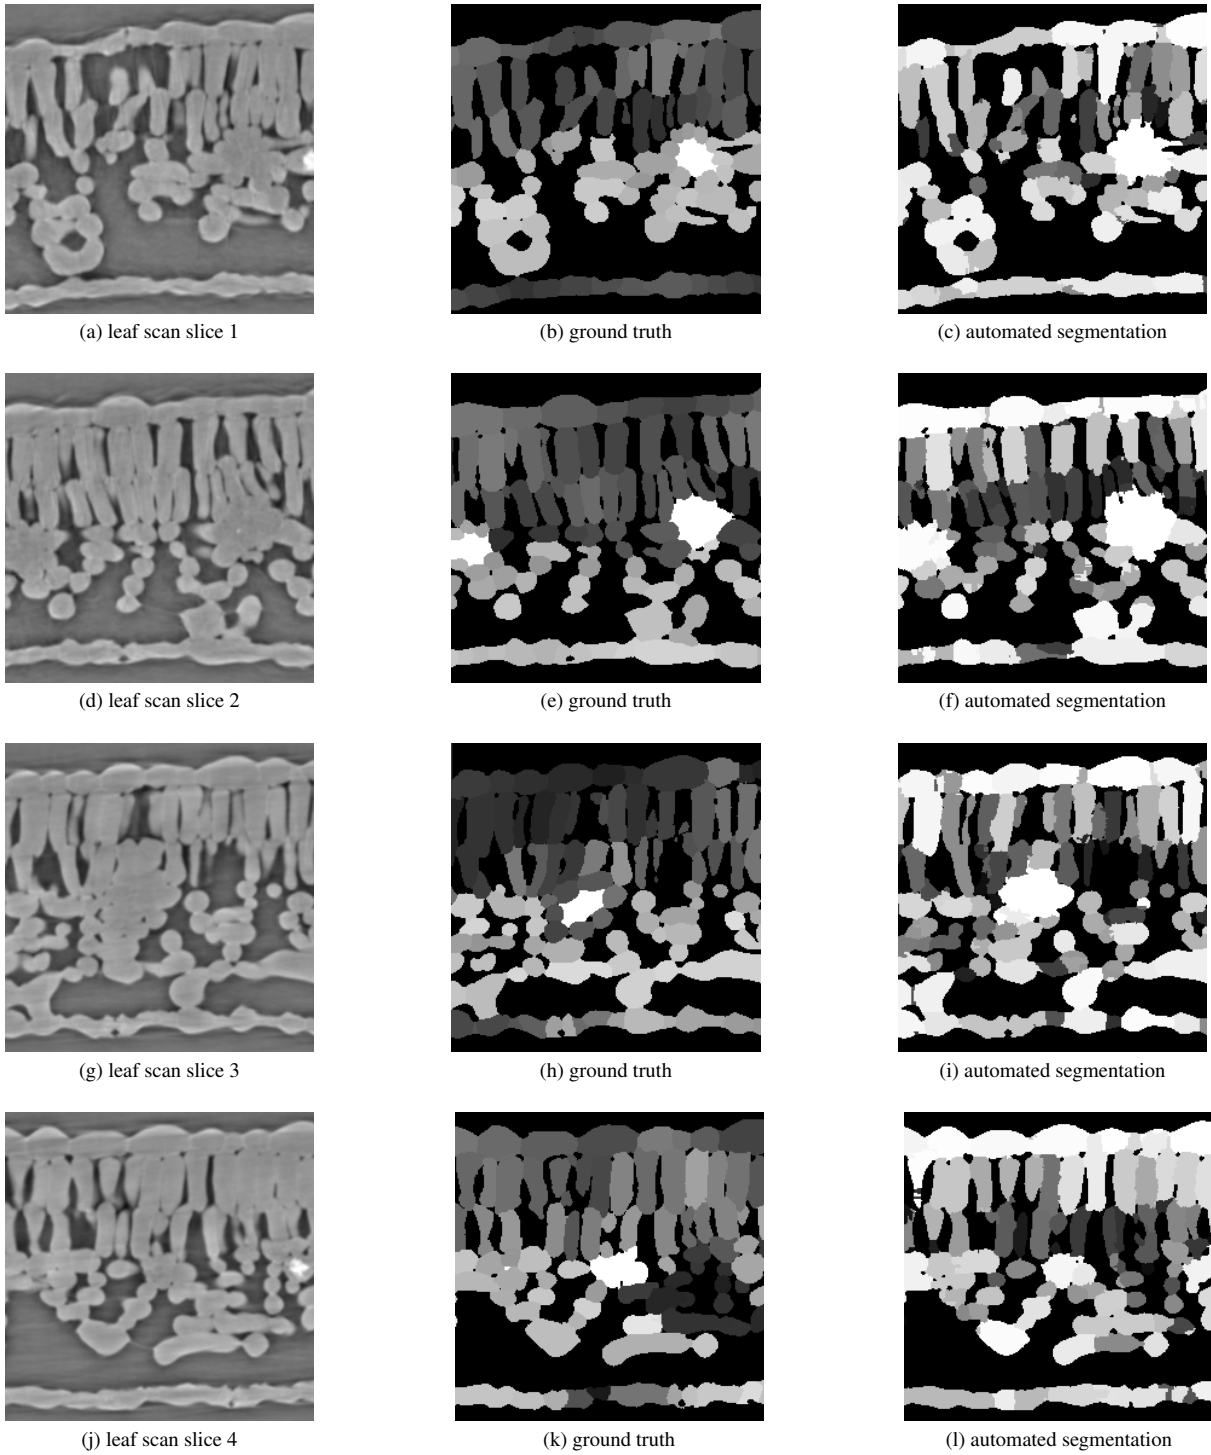 (a) leaf scan slice 1
(b) ground truth
(c) automated segmentation
(d) leaf scan slice 2
(e) ground truth
(f) automated segmentation
(g) leaf scan slice 3
(h) ground truth
(i) automated segmentation
(j) leaf scan slice 4
(k) ground truth
(l) automated segmentation